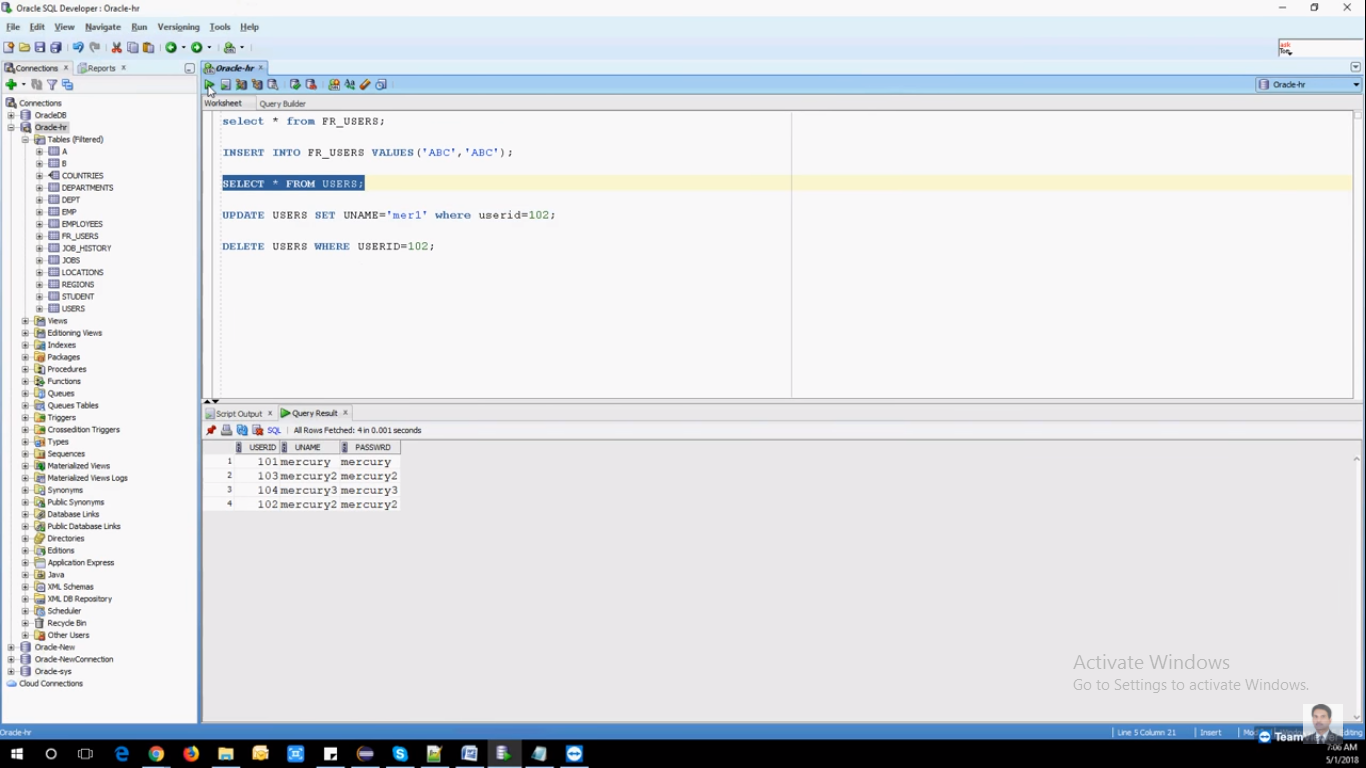 Oracle SQL Developer : Oracle-hr
File Edit View Navigate Run Versioning Tools Help
ask
Connections Reports
Oracle-hr
Oracle-hr
Worksheet Query Builder
Connections
OracleDB
Oracle-hr
Tables (Filtered)
A
B
COUNTRIES
DEPARTMENTS
DEPT
EMP
EMPLOYEES
FR_USERS
JOB_HISTORY
JOBS
LOCATIONS
REGIONS
STUDENT
USERS
Views
Editioning Views
Indexes
Packages
Procedures
Functions
Queues
Queues Tables
Triggers
Crossedition Triggers
Types
Sequences
Materialized Views
Materialized Views Logs
Synonyms
Public Synonyms
Database Links
Public Database Links
Directories
Editions
Application Express
Java
XML Schemas
XML DB Repository
Scheduler
Recycle Bin
Other Users
Oracle-New
Oracle-NewConnection
Oracle-sys
Cloud Connections
select * from FR_USERS;
INSERT INTO FR_USERS VALUES('ABC','ABC');
SELECT * FROM USERS;
UPDATE USERS SET UNAME='mer1' where userid=102;
DELETE USERS WHERE USERID=102;
Script Output Query Result
SQL All Rows Fetched: 4 in 0.001 seconds
USERID UNAME PASSWRD
1 101 mercury mercury
2 103 mercury2 mercury2
3 104 mercury3 mercury3
4 102 mercury2 mercury2
Activate Windows
Go to Settings to activate Windows.
Oracle-hr
Line 5 Column 21 Insert
7:06 AM
5/1/2018